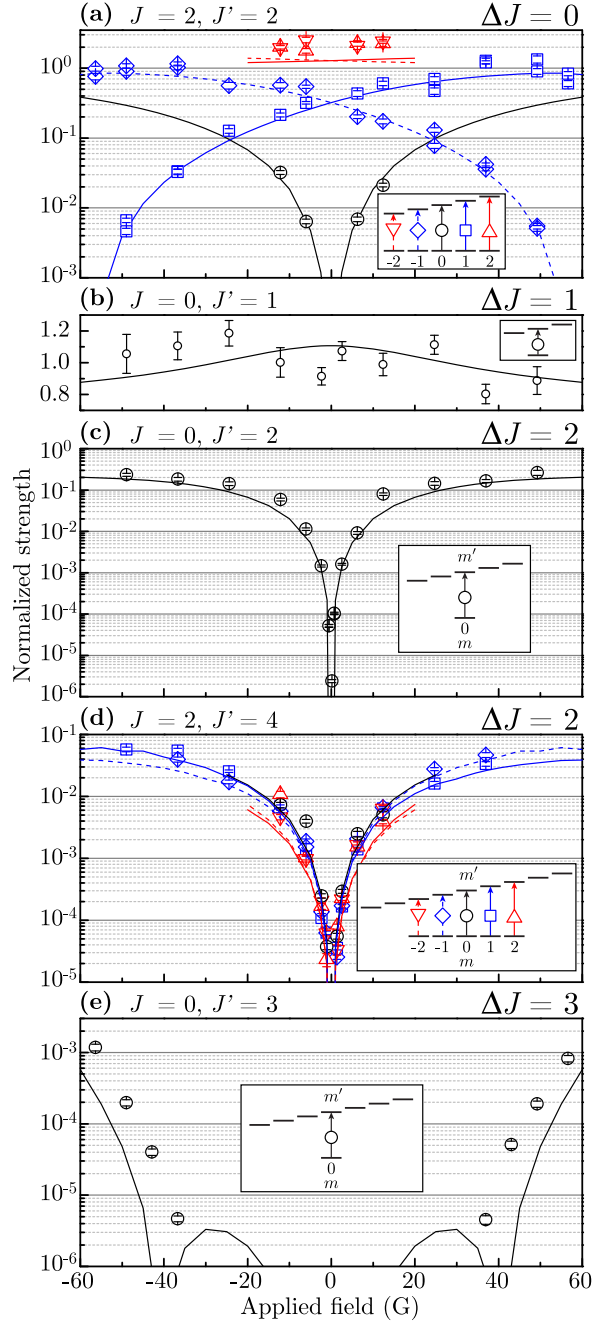 (a) J = 2, J' = 2 ΔJ = 0
10^0
10^-1
10^-2
10^-3
-2 -1 0 1 2
(b) J = 0, J' = 1 ΔJ = 1
1.2
1.0
0.8
(c) J = 0, J' = 2 ΔJ = 2
10^0
10^-1
10^-2
10^-3
10^-4
10^-5
10^-6
m'
0
m
Normalized strength
(d) J = 2, J' = 4 ΔJ = 2
10^-1
10^-2
10^-3
10^-4
10^-5
m'
-2 -1 0 1 2
m
(e) J = 0, J' = 3 ΔJ = 3
10^-3
10^-4
10^-5
10^-6
m'
0
m
-60 -40 -20 0 20 40 60
Applied field (G)